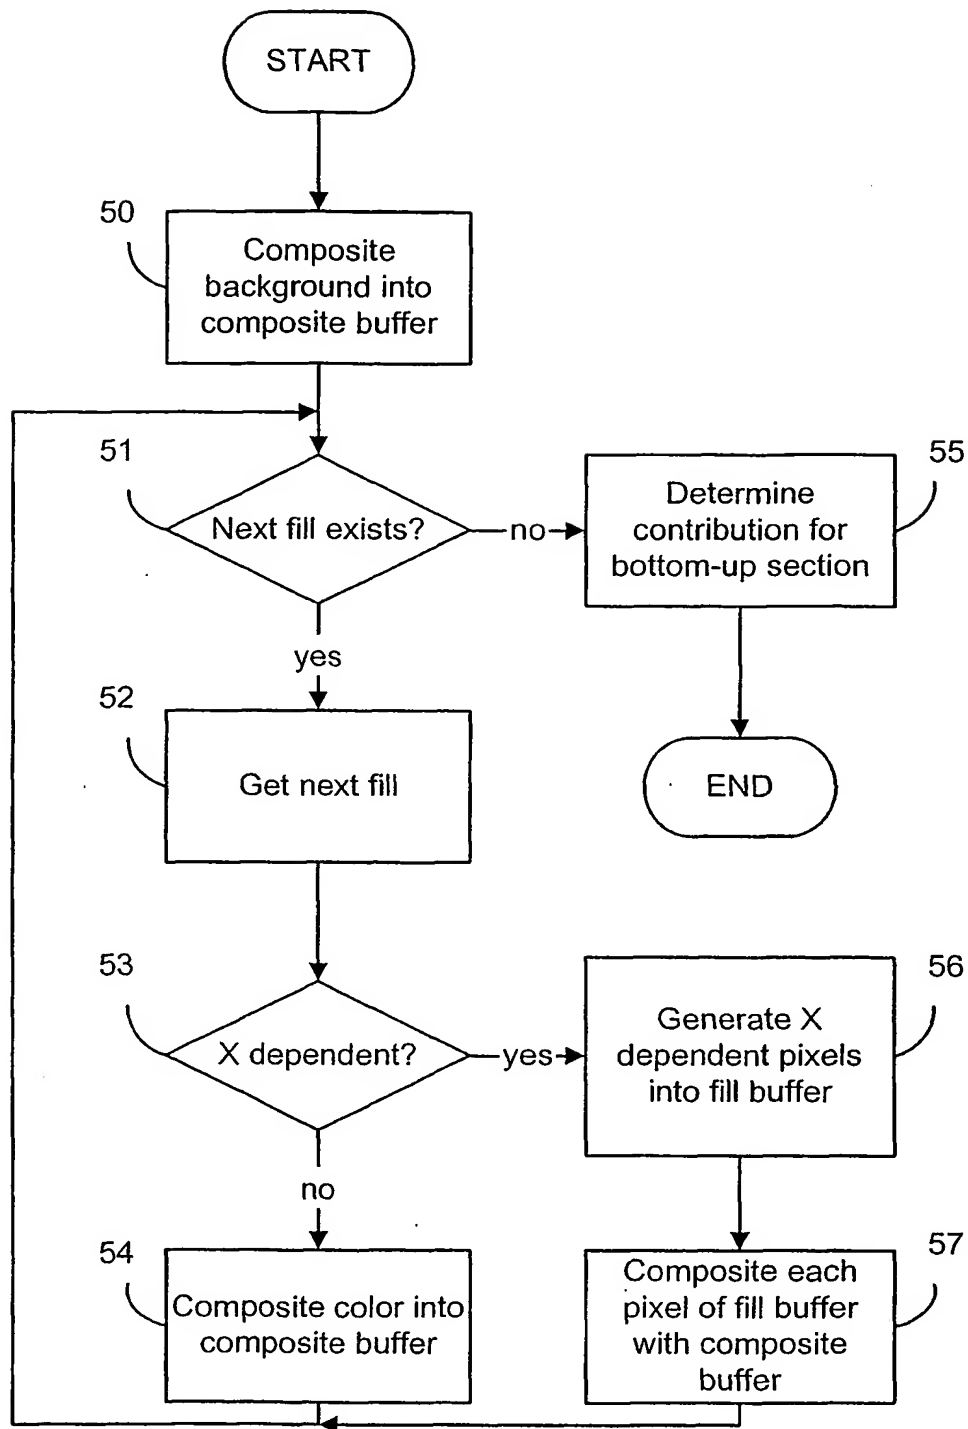 START
50
Composite
background into
composite buffer
51
Next fill exists?
no
55
Determine
contribution for
bottom-up section
yes
52
Get next fill
END
53
X dependent?
yes
56
Generate X
dependent pixels
into fill buffer
no
54
Composite color into
composite buffer
57
Composite each
pixel of fill buffer
with composite
buffer